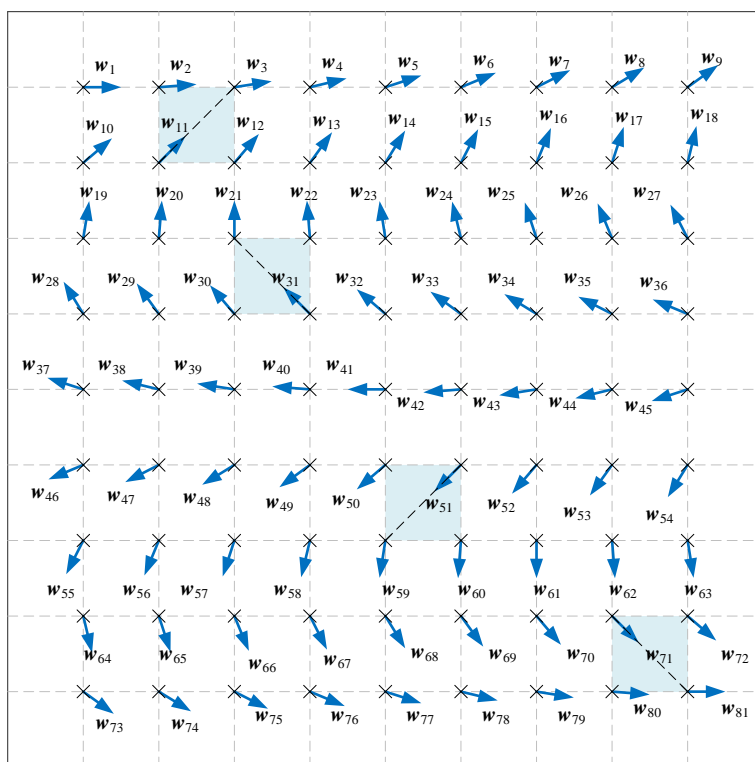 w₁ w₂ w₃ w₄ w₅ w₆ w₇ w₈ w₉
w₁₀ w₁₁ w₁₂ w₁₃ w₁₄ w₁₅ w₁₆ w₁₇ w₁₈
w₁₉ w₂₀ w₂₁ w₂₂ w₂₃ w₂₄ w₂₅ w₂₆ w₂₇
w₂₈ w₂₉ w₃₀ w₃₁ w₃₂ w₃₃ w₃₄ w₃₅ w₃₆
w₃₇ w₃₈ w₃₉ w₄₀ w₄₁ w₄₂ w₄₃ w₄₄ w₄₅
w₄₆ w₄₇ w₄₈ w₄₉ w₅₀ w₅₁ w₅₂ w₅₃ w₅₄
w₅₅ w₅₆ w₅₇ w₅₈ w₅₉ w₆₀ w₆₁ w₆₂ w₆₃
w₆₄ w₆₅ w₆₆ w₆₇ w₆₈ w₆₉ w₇₀ w₇₁ w₇₂
w₇₃ w₇₄ w₇₅ w₇₆ w₇₇ w₇₈ w₇₉ w₈₀ w₈₁